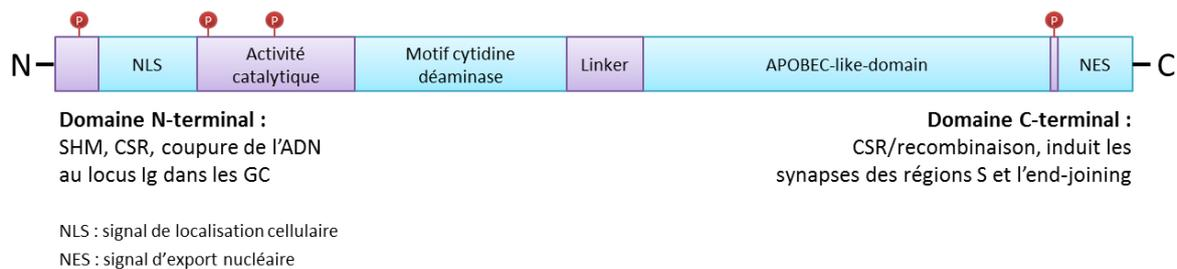 P P P P
N NLS Activité Motif cytidine Linker APOBEC-like-domain NES C
catalytique déaminase
Domaine N-terminal : Domaine C-terminal :
SHM, CSR, coupure de l'ADN CSR/recombinaison, induit les
au locus Ig dans les GC synapses des régions S et l'end-joining
NLS : signal de localisation cellulaire
NES : signal d'export nucléaire